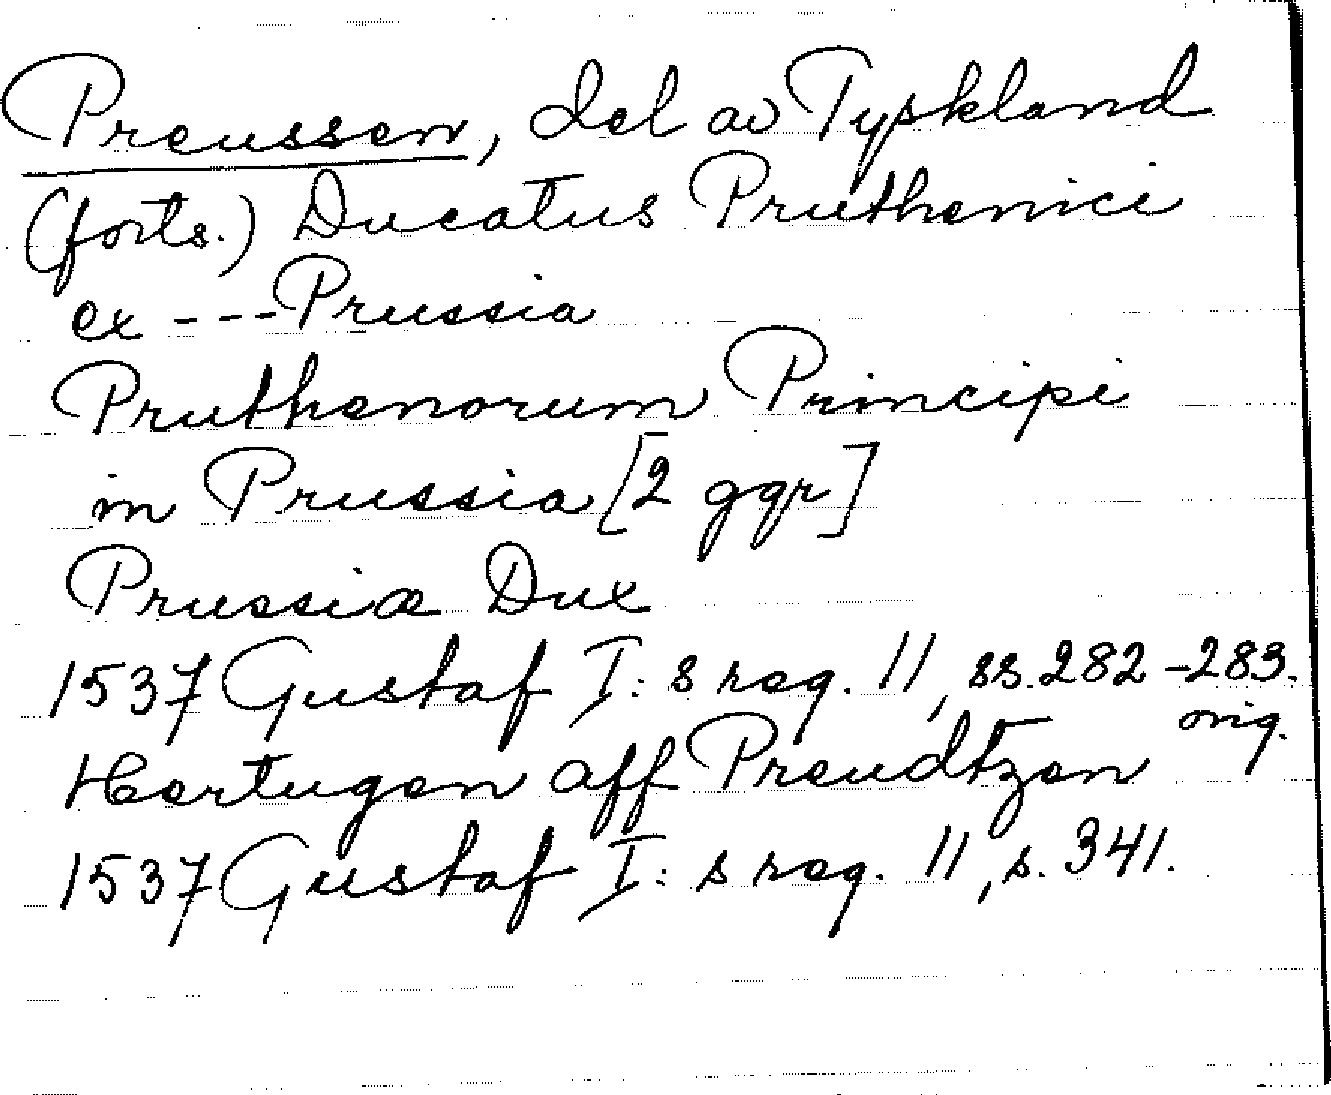 Preussen, del av Tyskland
(forts.) Ducatus Pruthenici
ex --- Prussia
Pruthenorum Principi
in Prussia [2 ggr]
Prussiæ Dux
1537 Gustaf I:s reg. 11, ss. 282-283.
orig.
Hertugen aff Preudtzen
1537 Gustaf I:s reg. 11, s. 341.